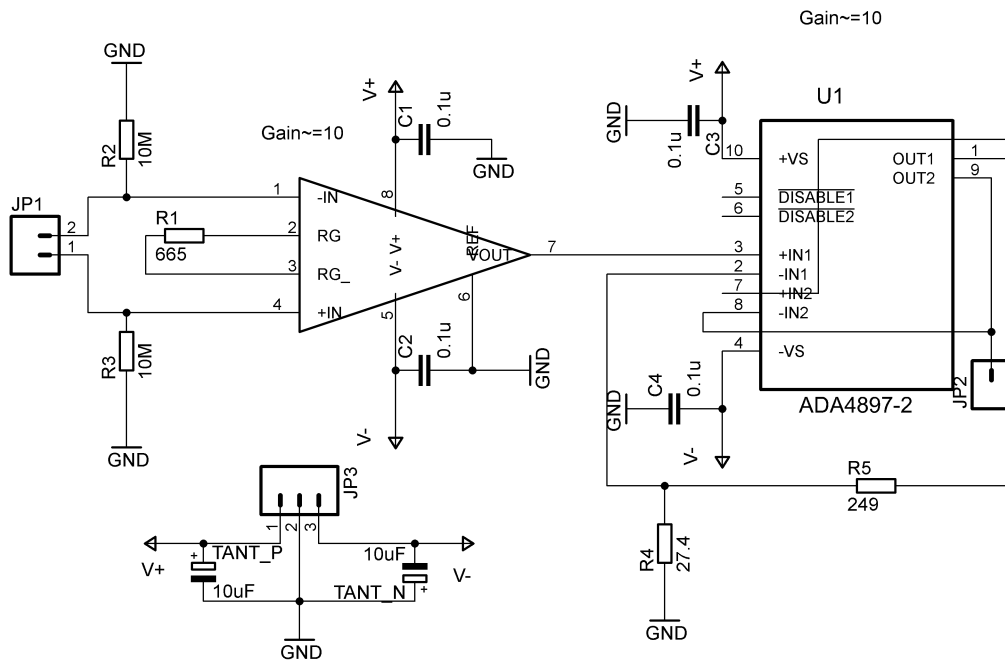 Gain~=10
GND
V+
C1
0.1u
GND
R2
10M
Gain~=10
GND
V+
C3
0.1u
U1
10
+VS
OUT1
1
OUT2
9
5
DISABLE1
6
DISABLE2
JP1
2
1
R1
665
1
-IN
2
RG
3
RG_
4
+IN
8
V+
V-
REF
VOUT
7
6
5
3
+IN1
2
-IN1
7
+IN2
8
-IN2
4
-VS
R3
10M
GND
C2
0.1u
GND
V-
GND
C4
0.1u
V-
ADA4897-2
JP2
JP3
1
2
3
V+
+
TANT_P
10uF
10uF
TANT_N
+
V-
GND
R5
249
R4
27.4
GND